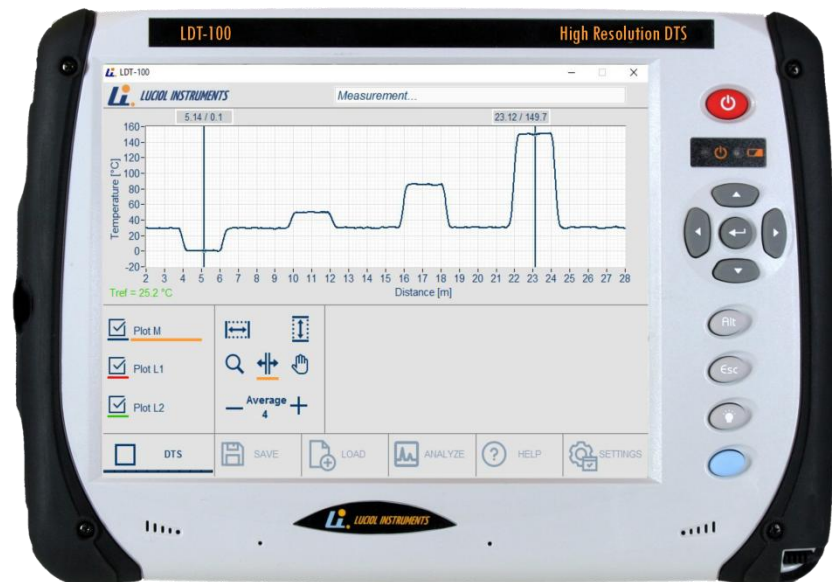 LDT-100 High Resolution DTS
Li. LDT-100
Li. LUCIOL INSTRUMENTS Measurement...
5.14 / 0.1 23.12 / 149.7
160
140
120
100
80
60
40
20
0
-20
Temperature [°C]
2 3 4 5 6 7 8 9 10 11 12 13 14 15 16 17 18 19 20 21 22 23 24 25 26 27 28
Tref = 25.2 °C Distance [m]
Plot M
Plot L1
Plot L2
Average
4
DTS SAVE LOAD ANALYZE ? HELP SETTINGS
Alt
Esc
Li. LUCIOL INSTRUMENTS